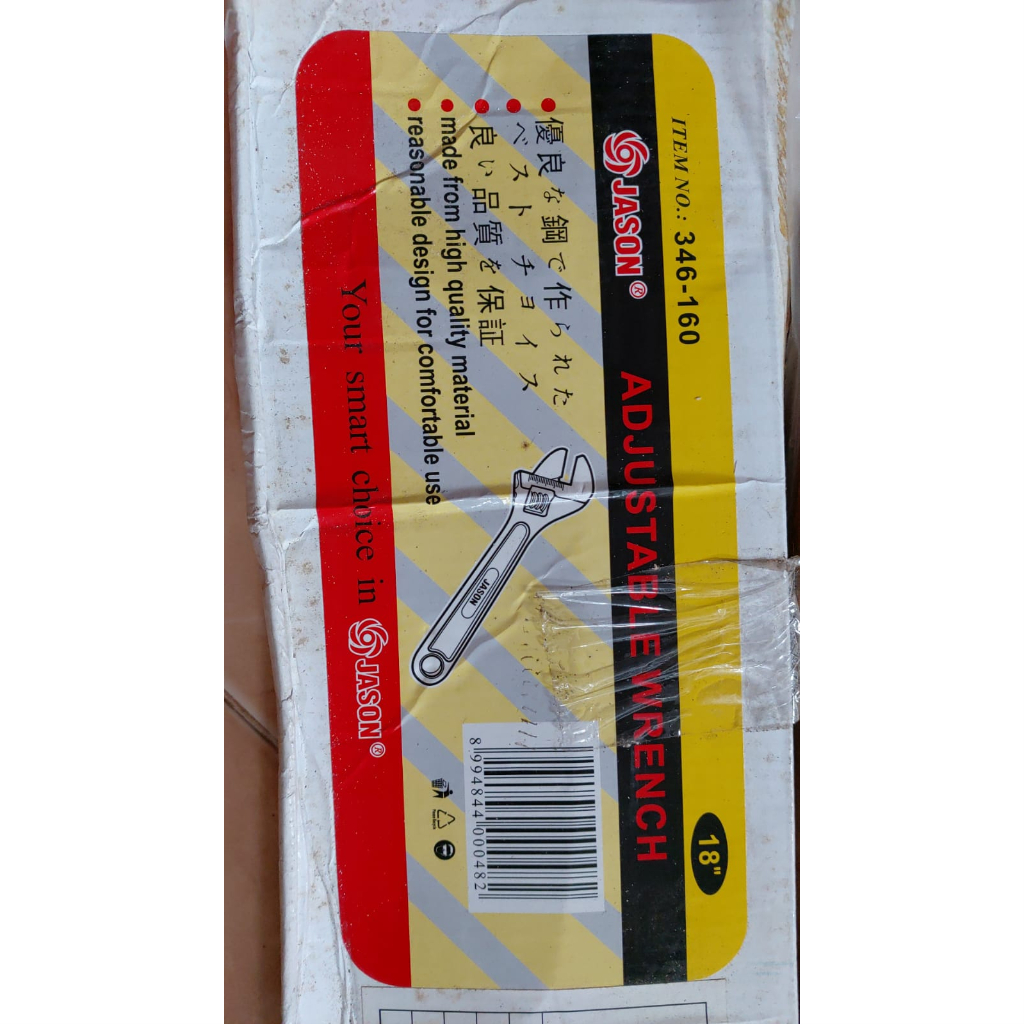 ITEM NO.: 346-160
18"
JASON® ADJUSTABLE WRENCH
優良な鋼で作られた
ベストチョイス
良い品質を保証
made from high quality material
reasonable design for comfortable use
JASON
8 994844 000482
Your smart choice in JASON®